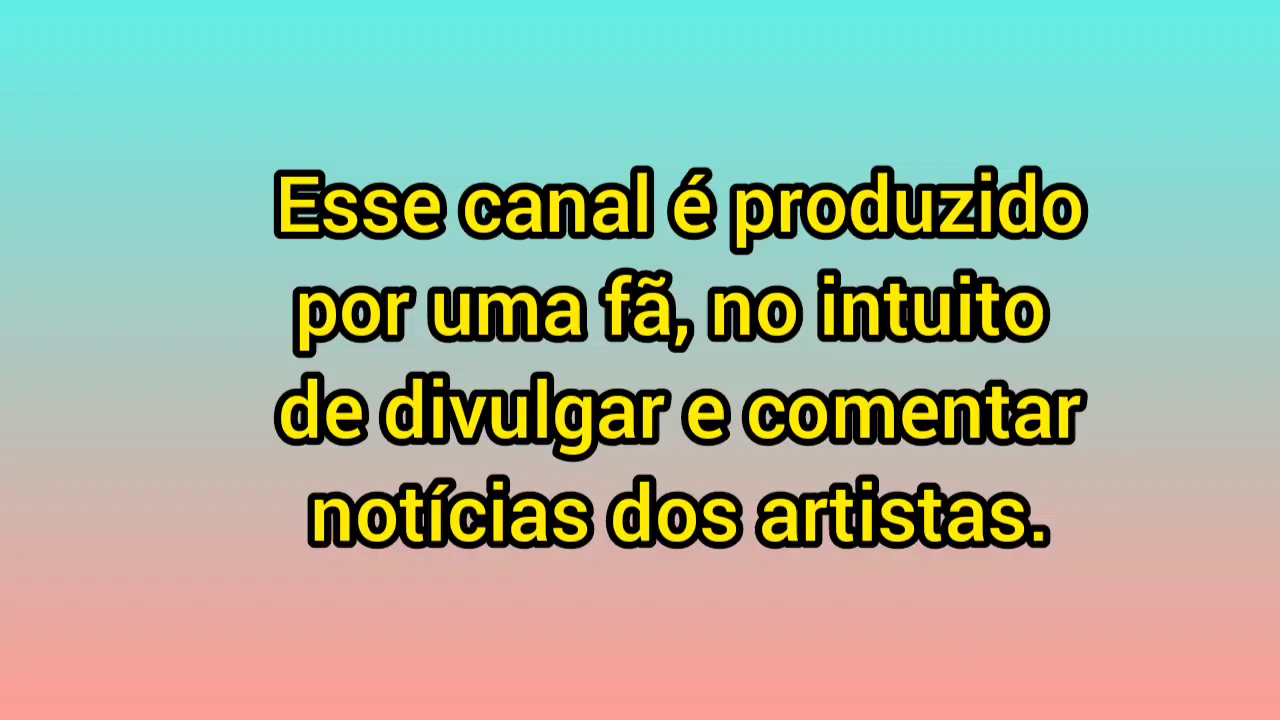 Esse canal é produzido
por uma fã, no intuito
de divulgar e comentar
notícias dos artistas.